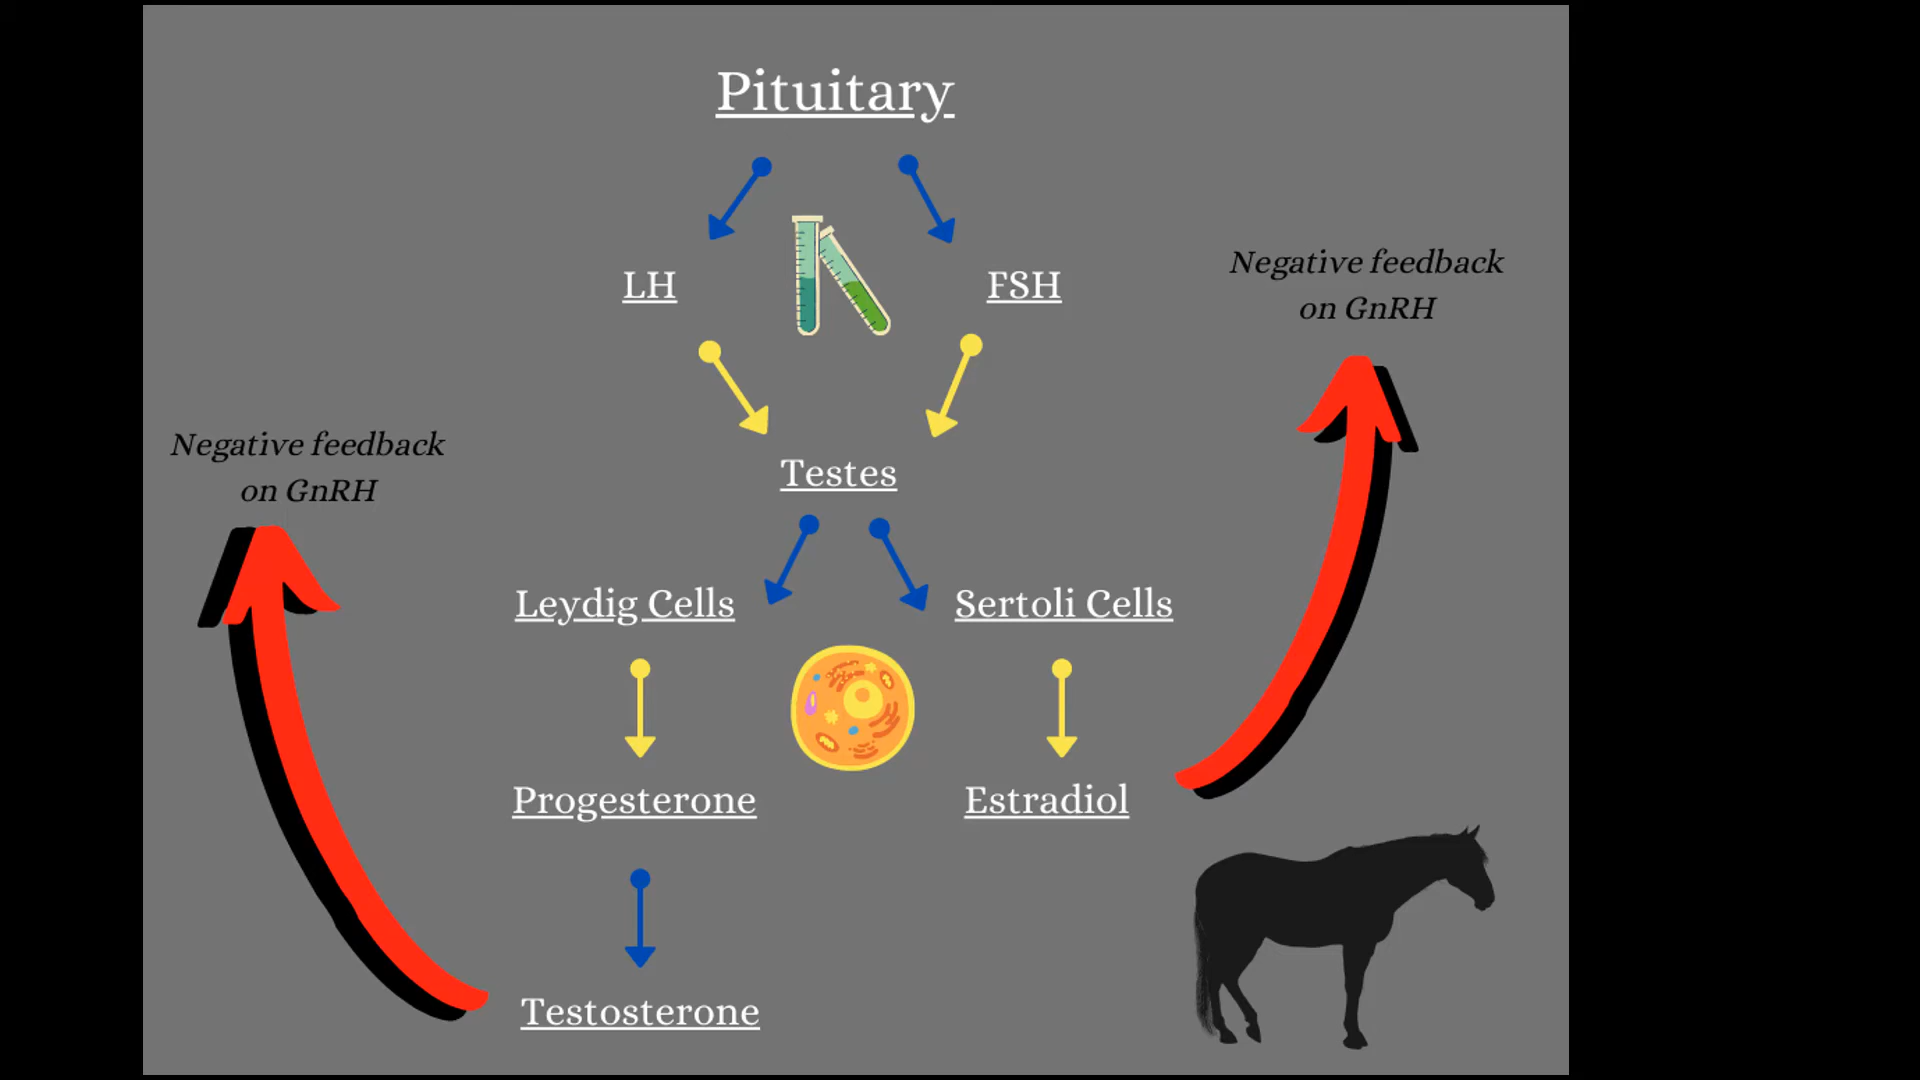 Pituitary
LH
FSH
Negative feedback
on GnRH
Negative feedback
on GnRH
Testes
Leydig Cells
Sertoli Cells
Progesterone
Estradiol
Testosterone